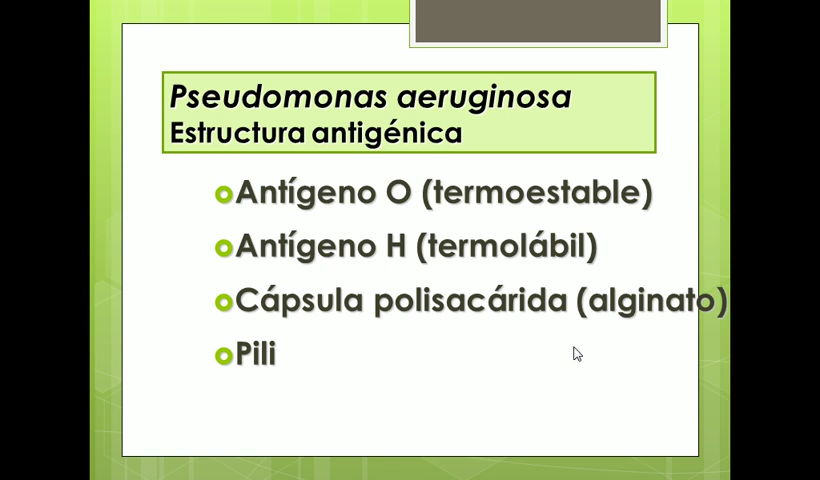 Pseudomonas aeruginosa
Estructura antigénica
Antígeno O (termoestable)
Antígeno H (termolábil)
Cápsula polisacárida (alginato)
Pili